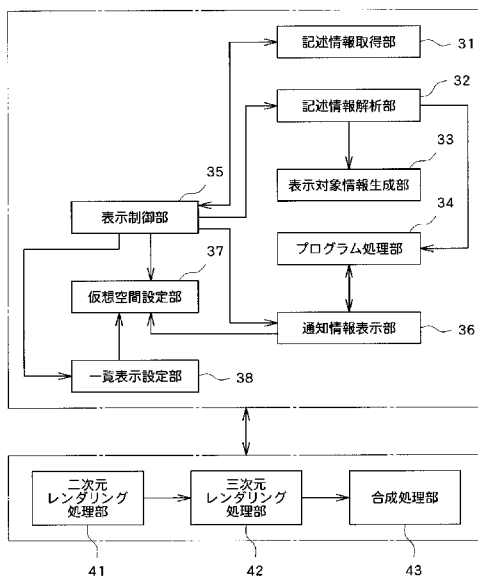 記述情報取得部
31
記述情報解析部
32
33
表示対象情報生成部
35
表示制御部
34
プログラム処理部
37
仮想空間設定部
通知情報表示部
36
一覧表示設定部
38
二次元
レンダリング
処理部
三次元
レンダリング
処理部
合成処理部
41
42
43